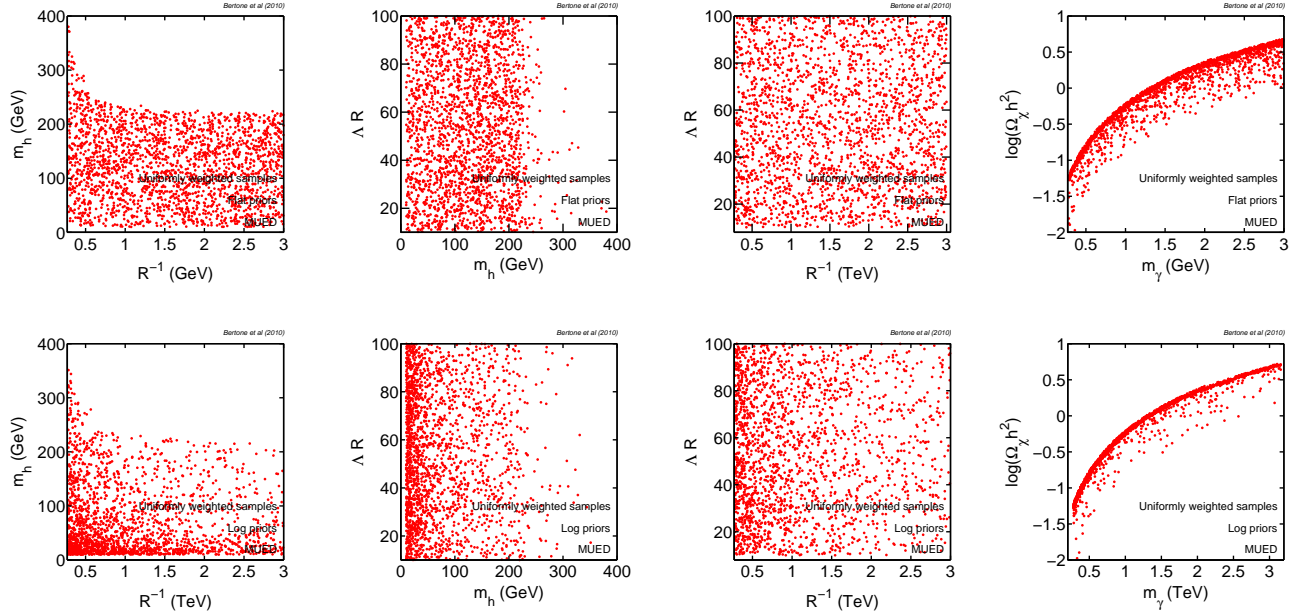 Bertone et al (2010)
400
300
200
100
0
m_h (GeV)
Uniformly weighted samples
Flat priors
MUED
0.5 1 1.5 2 2.5 3
R⁻¹ (GeV)
Bertone et al (2010)
100
80
60
40
20
Λ R
Uniformly weighted samples
Flat priors
MUED
0 100 200 300 400
m_h (GeV)
Bertone et al (2010)
100
80
60
40
20
Λ R
Uniformly weighted samples
Flat priors
MUED
0.5 1 1.5 2 2.5 3
R⁻¹ (TeV)
Bertone et al (2010)
1
0.5
0
−0.5
−1
−1.5
−2
log(Ω_χ h²)
Uniformly weighted samples
Flat priors
MUED
0.5 1 1.5 2 2.5 3
m_γ (GeV)
Bertone et al (2010)
400
300
200
100
0
m_h (GeV)
Uniformly weighted samples
Log priors
MUED
0.5 1 1.5 2 2.5 3
R⁻¹ (TeV)
Bertone et al (2010)
100
80
60
40
20
Λ R
Uniformly weighted samples
Log priors
MUED
0 100 200 300 400
m_h (GeV)
Bertone et al (2010)
100
80
60
40
20
Λ R
Uniformly weighted samples
Log priors
MUED
0.5 1 1.5 2 2.5 3
R⁻¹ (TeV)
Bertone et al (2010)
1
0.5
0
−0.5
−1
−1.5
−2
log(Ω_χ h²)
Uniformly weighted samples
Log priors
MUED
0.5 1 1.5 2 2.5 3
m_γ (TeV)